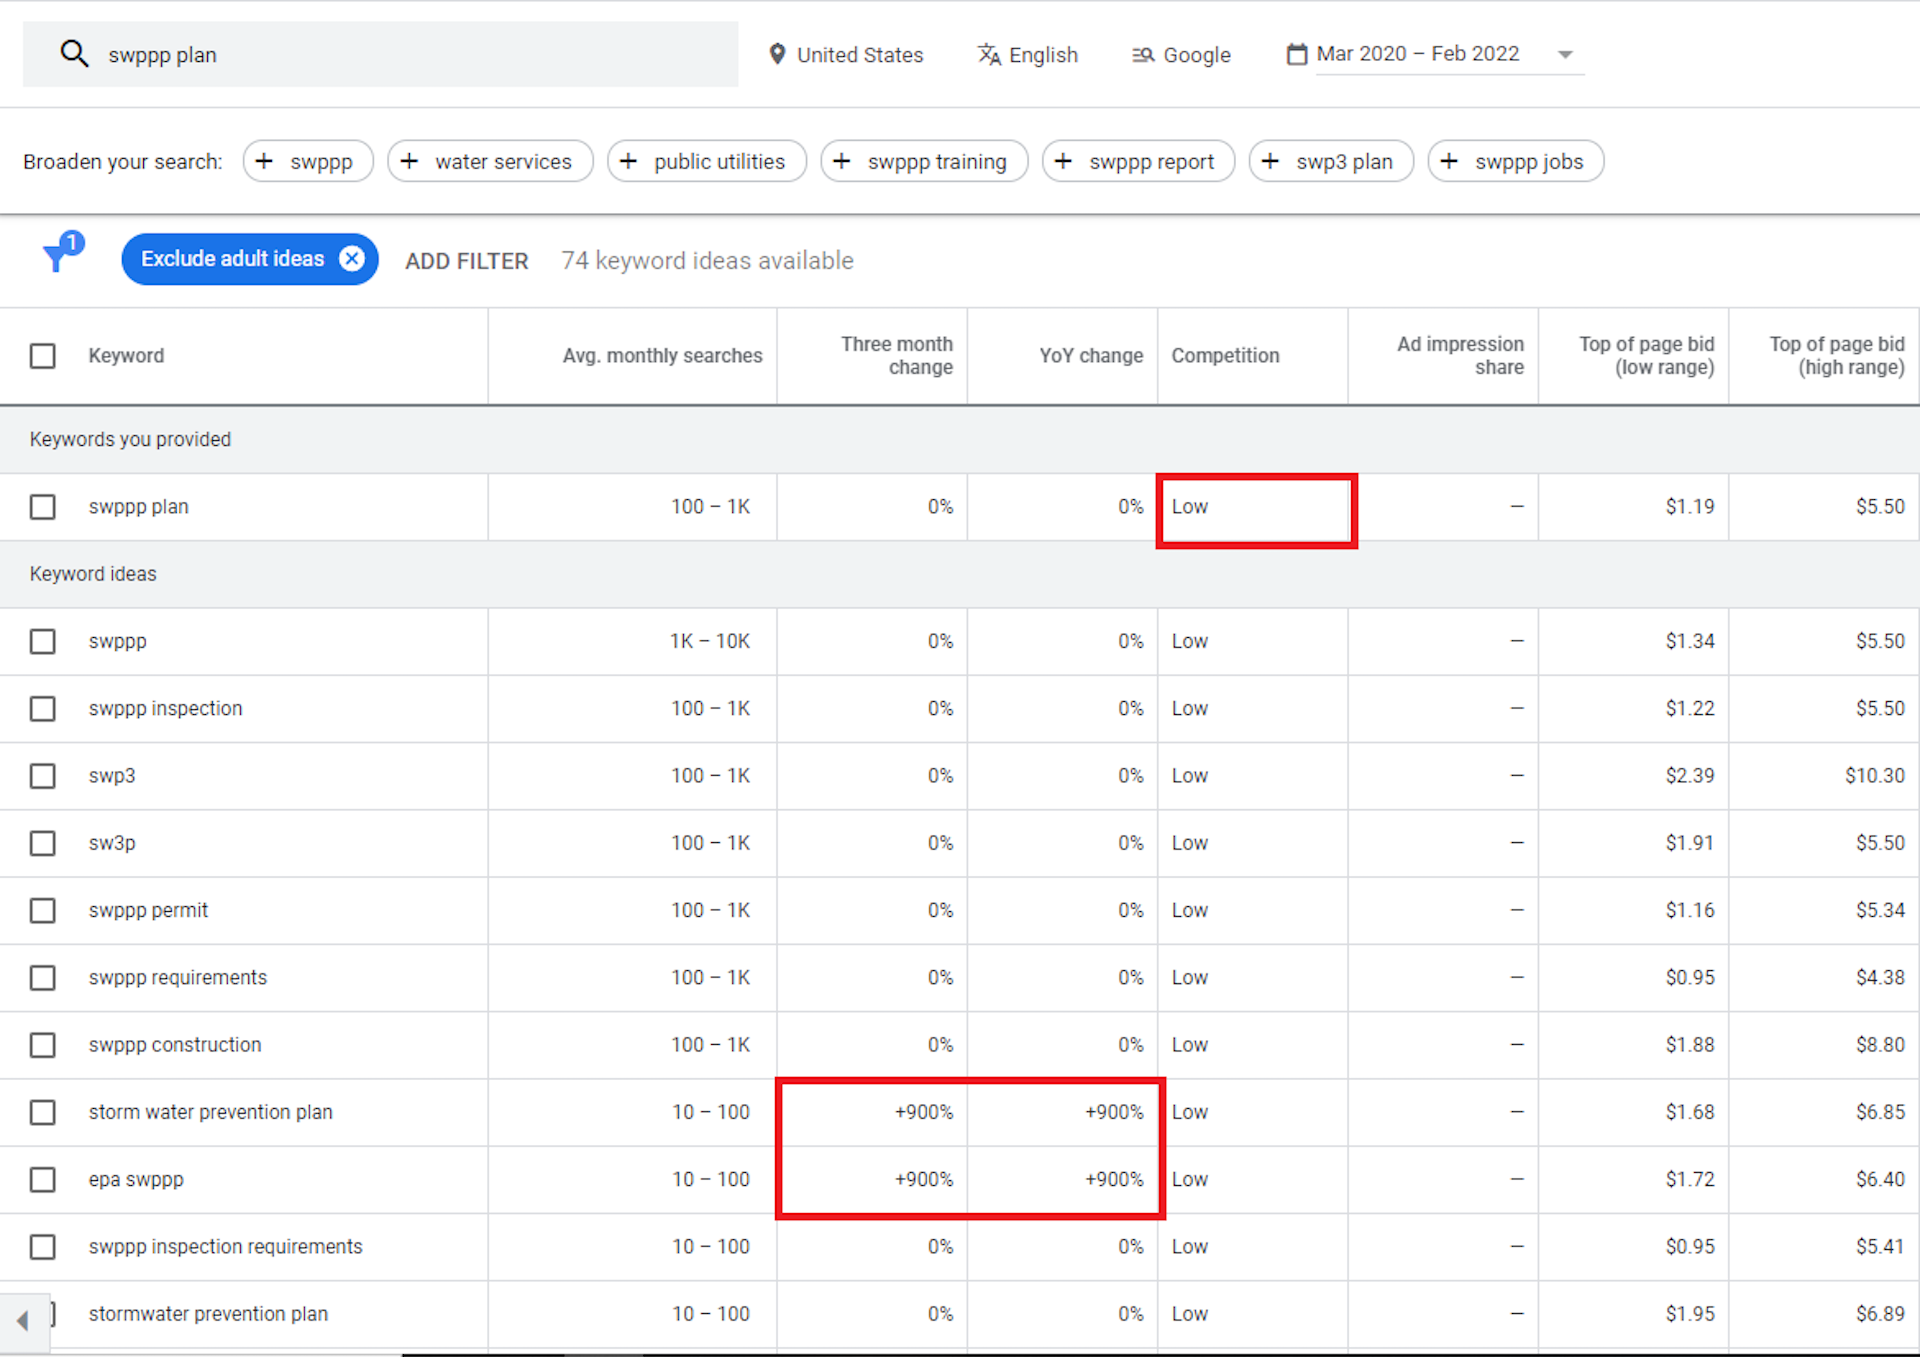 swppp plan United States English Google Mar 2020 – Feb 2022
Broaden your search: + swppp + water services + public utilities + swppp training + swppp report + swp3 plan + swppp jobs
1 Exclude adult ideas ADD FILTER 74 keyword ideas available
Keyword Avg. monthly searches Three month change YoY change Competition Ad impression share Top of page bid (low range) Top of page bid (high range)
Keywords you provided
swppp plan 100 – 1K 0% 0% Low – $1.19 $5.50
Keyword ideas
swppp 1K – 10K 0% 0% Low – $1.34 $5.50
swppp inspection 100 – 1K 0% 0% Low – $1.22 $5.50
swp3 100 – 1K 0% 0% Low – $2.39 $10.30
sw3p 100 – 1K 0% 0% Low – $1.91 $5.50
swppp permit 100 – 1K 0% 0% Low – $1.16 $5.34
swppp requirements 100 – 1K 0% 0% Low – $0.95 $4.38
swppp construction 100 – 1K 0% 0% Low – $1.88 $8.80
storm water prevention plan 10 – 100 +900% +900% Low – $1.68 $6.85
epa swppp 10 – 100 +900% +900% Low – $1.72 $6.40
swppp inspection requirements 10 – 100 0% 0% Low – $0.95 $5.41
stormwater prevention plan 10 – 100 0% 0% Low – $1.95 $6.89